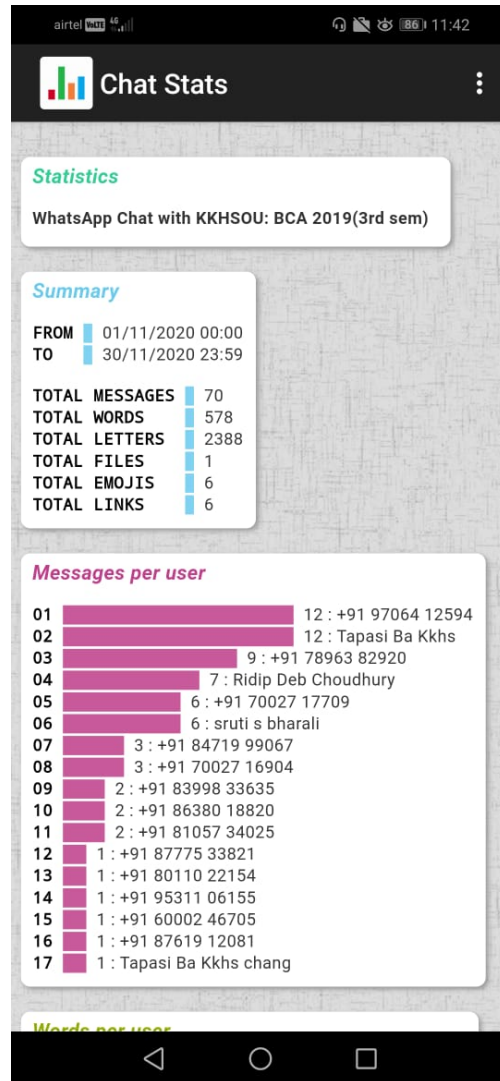 airtel VoLTE 4G 86 11:42
Chat Stats
Statistics
WhatsApp Chat with KKHSOU: BCA 2019(3rd sem)
Summary
FROM 01/11/2020 00:00
TO 30/11/2020 23:59
TOTAL MESSAGES 70
TOTAL WORDS 578
TOTAL LETTERS 2388
TOTAL FILES 1
TOTAL EMOJIS 6
TOTAL LINKS 6
Messages per user
01 12 : +91 97064 12594
02 12 : Tapasi Ba Kkhs
03 9 : +91 78963 82920
04 7 : Ridip Deb Choudhury
05 6 : +91 70027 17709
06 6 : sruti s bharali
07 3 : +91 84719 99067
08 3 : +91 70027 16904
09 2 : +91 83998 33635
10 2 : +91 86380 18820
11 2 : +91 81057 34025
12 1 : +91 87775 33821
13 1 : +91 80110 22154
14 1 : +91 95311 06155
15 1 : +91 60002 46705
16 1 : +91 87619 12081
17 1 : Tapasi Ba Kkhs chang
Words per user